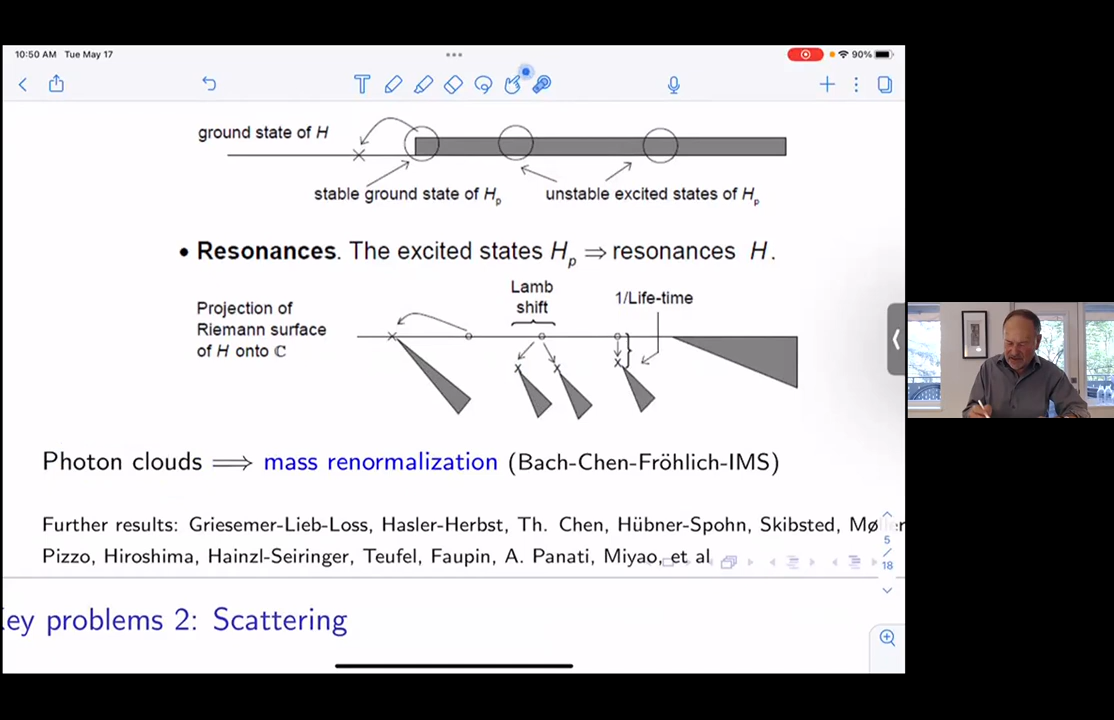 10:50 AM Tue May 17
90%
ground state of H
stable ground state of Hp
unstable excited states of Hp
• Resonances. The excited states Hp ⇒ resonances H.
Projection of
Riemann surface
of H onto ℂ
Lamb
shift
1/Life-time
Photon clouds ⟹ mass renormalization (Bach-Chen-Fröhlich-IMS)
Further results: Griesemer-Lieb-Loss, Hasler-Herbst, Th. Chen, Hübner-Spohn, Skibsted, Mø er
Pizzo, Hiroshima, Hainzl-Seiringer, Teufel, Faupin, A. Panati, Miyao, et al
5
/
18
ey problems 2: Scattering